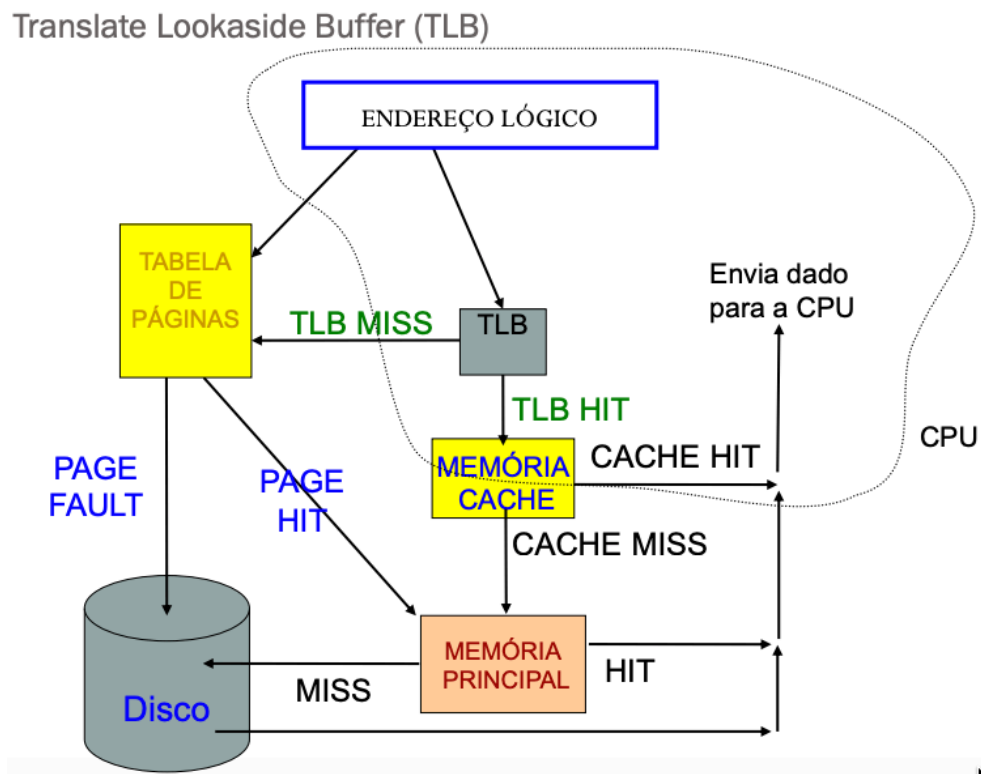 Translate Lookaside Buffer (TLB)
ENDEREÇO LÓGICO
TABELA
DE
PÁGINAS
TLB MISS
TLB
Envia dado
para a CPU
TLB HIT
CPU
MEMÓRIA
CACHE
CACHE HIT
PAGE
FAULT
PAGE
HIT
CACHE MISS
MEMÓRIA
PRINCIPAL
HIT
MISS
Disco